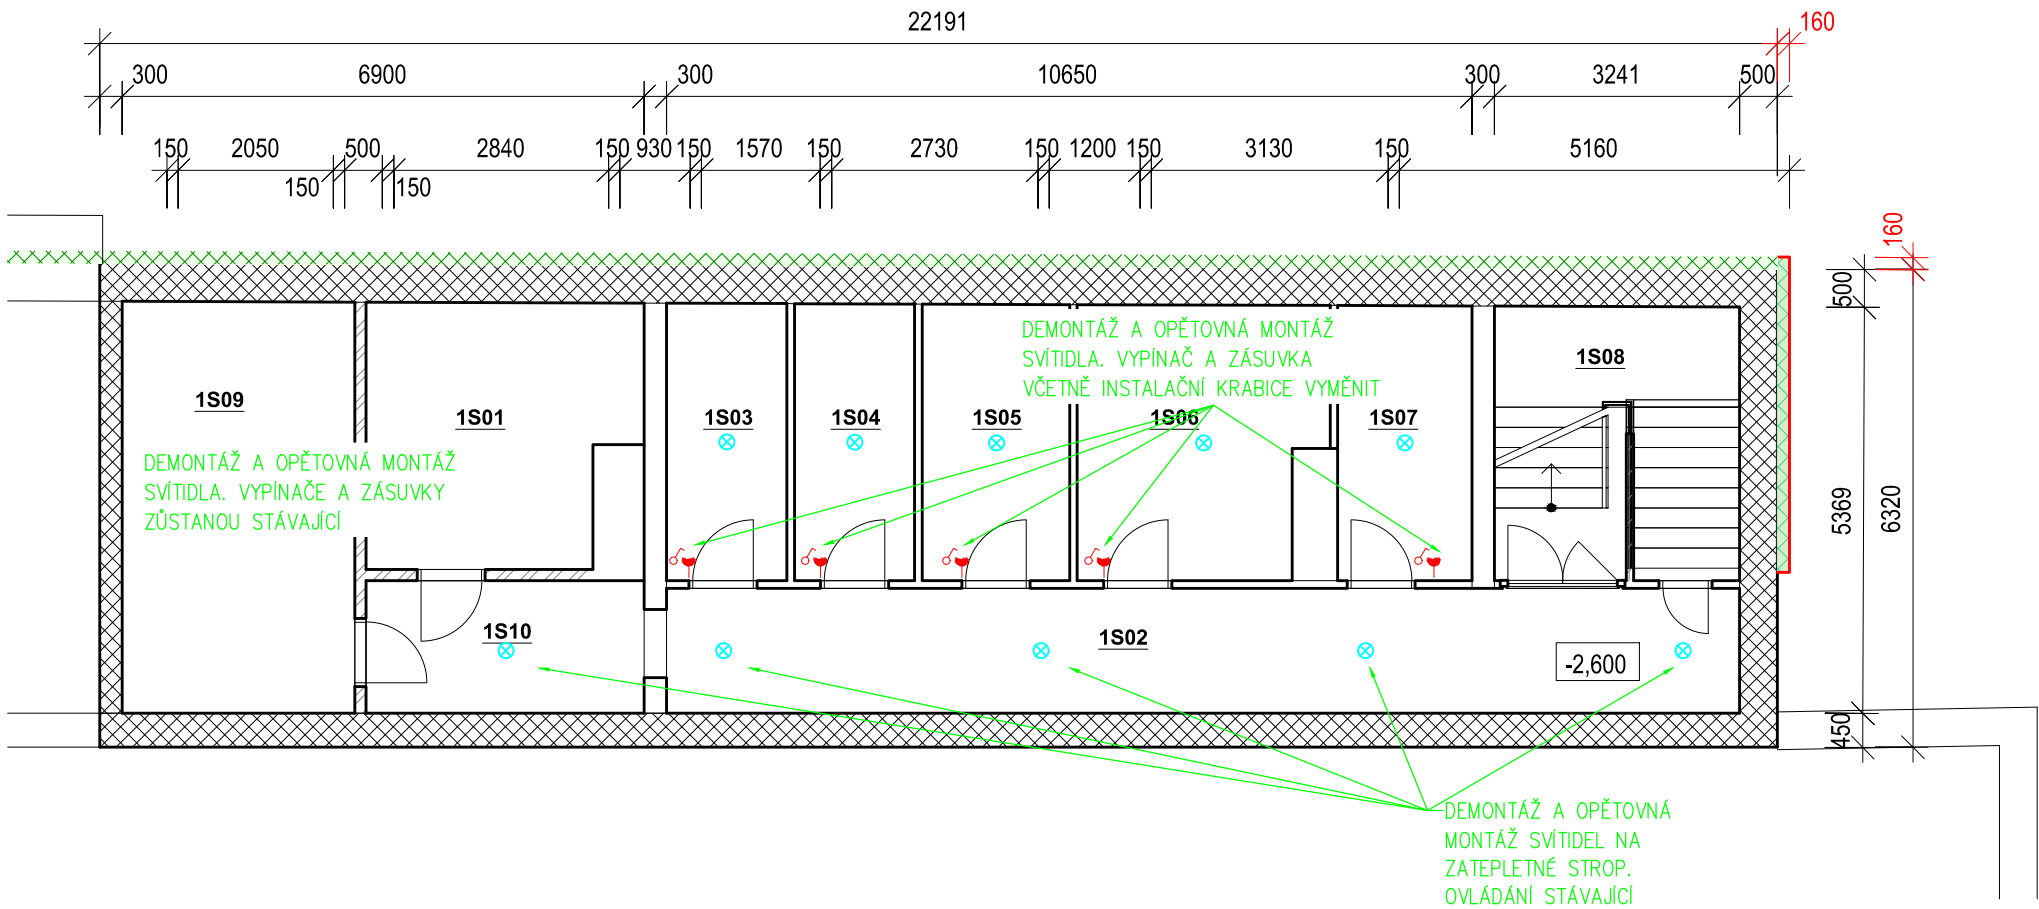 22191
160
300
6900
300
10650
300
3241
500
150
2050
500
2840
150
930
150
1570
150
2730
150
1200
150
3130
150
5160
150
150
160
500
5369
6320
450
DEMONTÁŽ A OPĚTOVNÁ MONTÁŽ
SVÍTIDLA. VYPÍNAČ A ZÁSUVKA
VČETNĚ INSTALAČNÍ KRABICE VYMĚNIT
1S08
1S09
1S01
1S03
1S04
1S05
1S06
1S07
DEMONTÁŽ A OPĚTOVNÁ MONTÁŽ
SVÍTIDLA. VYPÍNAČE A ZÁSUVKY
ZŮSTANOU STÁVAJÍCÍ
1S10
1S02
-2,600
DEMONTÁŽ A OPĚTOVNÁ
MONTÁŽ SVÍTIDEL NA
ZATEPLETNÉ STROP.
OVLÁDÁNÍ STÁVAJÍCÍ